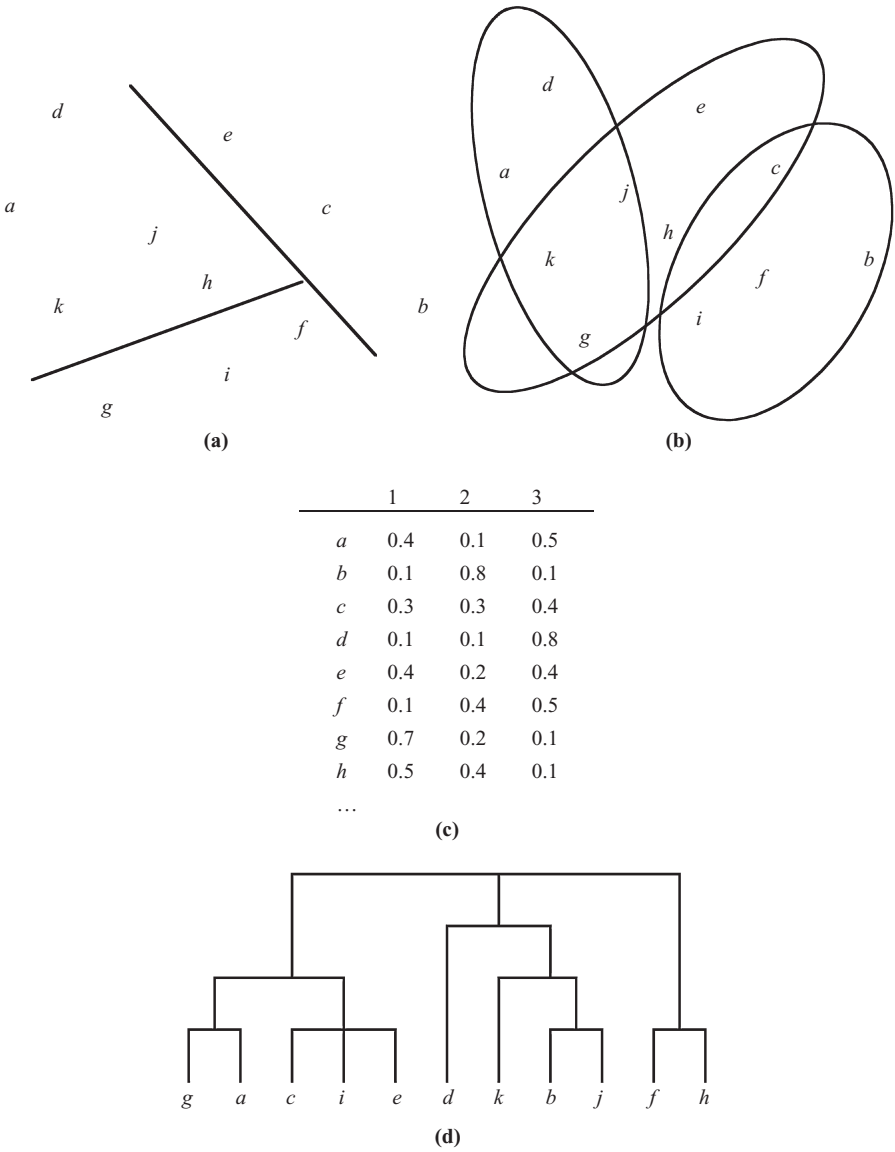 d
e
a
c
j
h
k
b
f
i
g
(a)
d
e
a
c
j
h
k
b
f
i
g
(b)
1 2 3
a 0.4 0.1 0.5
b 0.1 0.8 0.1
c 0.3 0.3 0.4
d 0.1 0.1 0.8
e 0.4 0.2 0.4
f 0.1 0.4 0.5
g 0.7 0.2 0.1
h 0.5 0.4 0.1
…
(c)
g a c i e d k b j f h
(d)